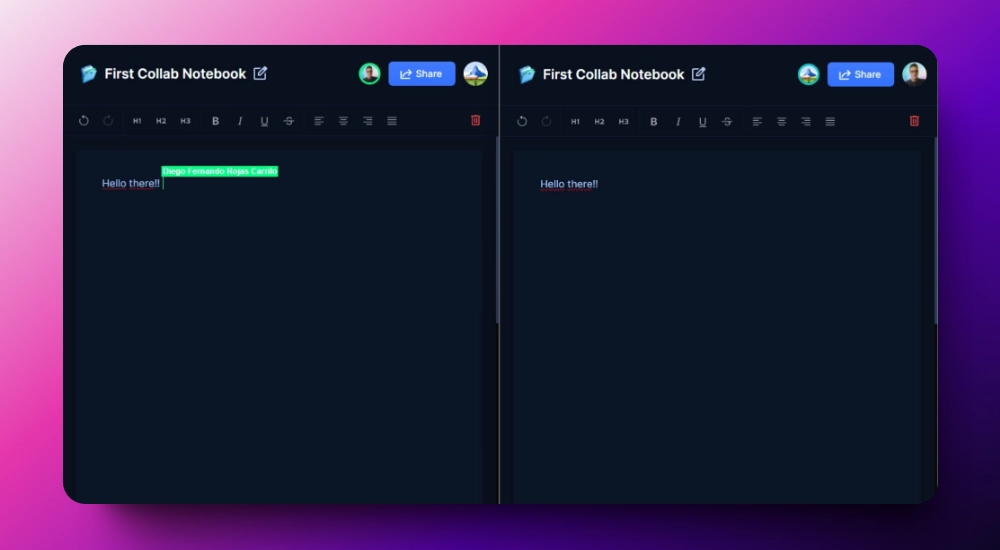 First Collab Notebook
Share
H1 H2 H3 B I U S
Diego Fernando Rojas Carrilo
Hello there!!
First Collab Notebook
Share
H1 H2 H3 B I U S
Hello there!!